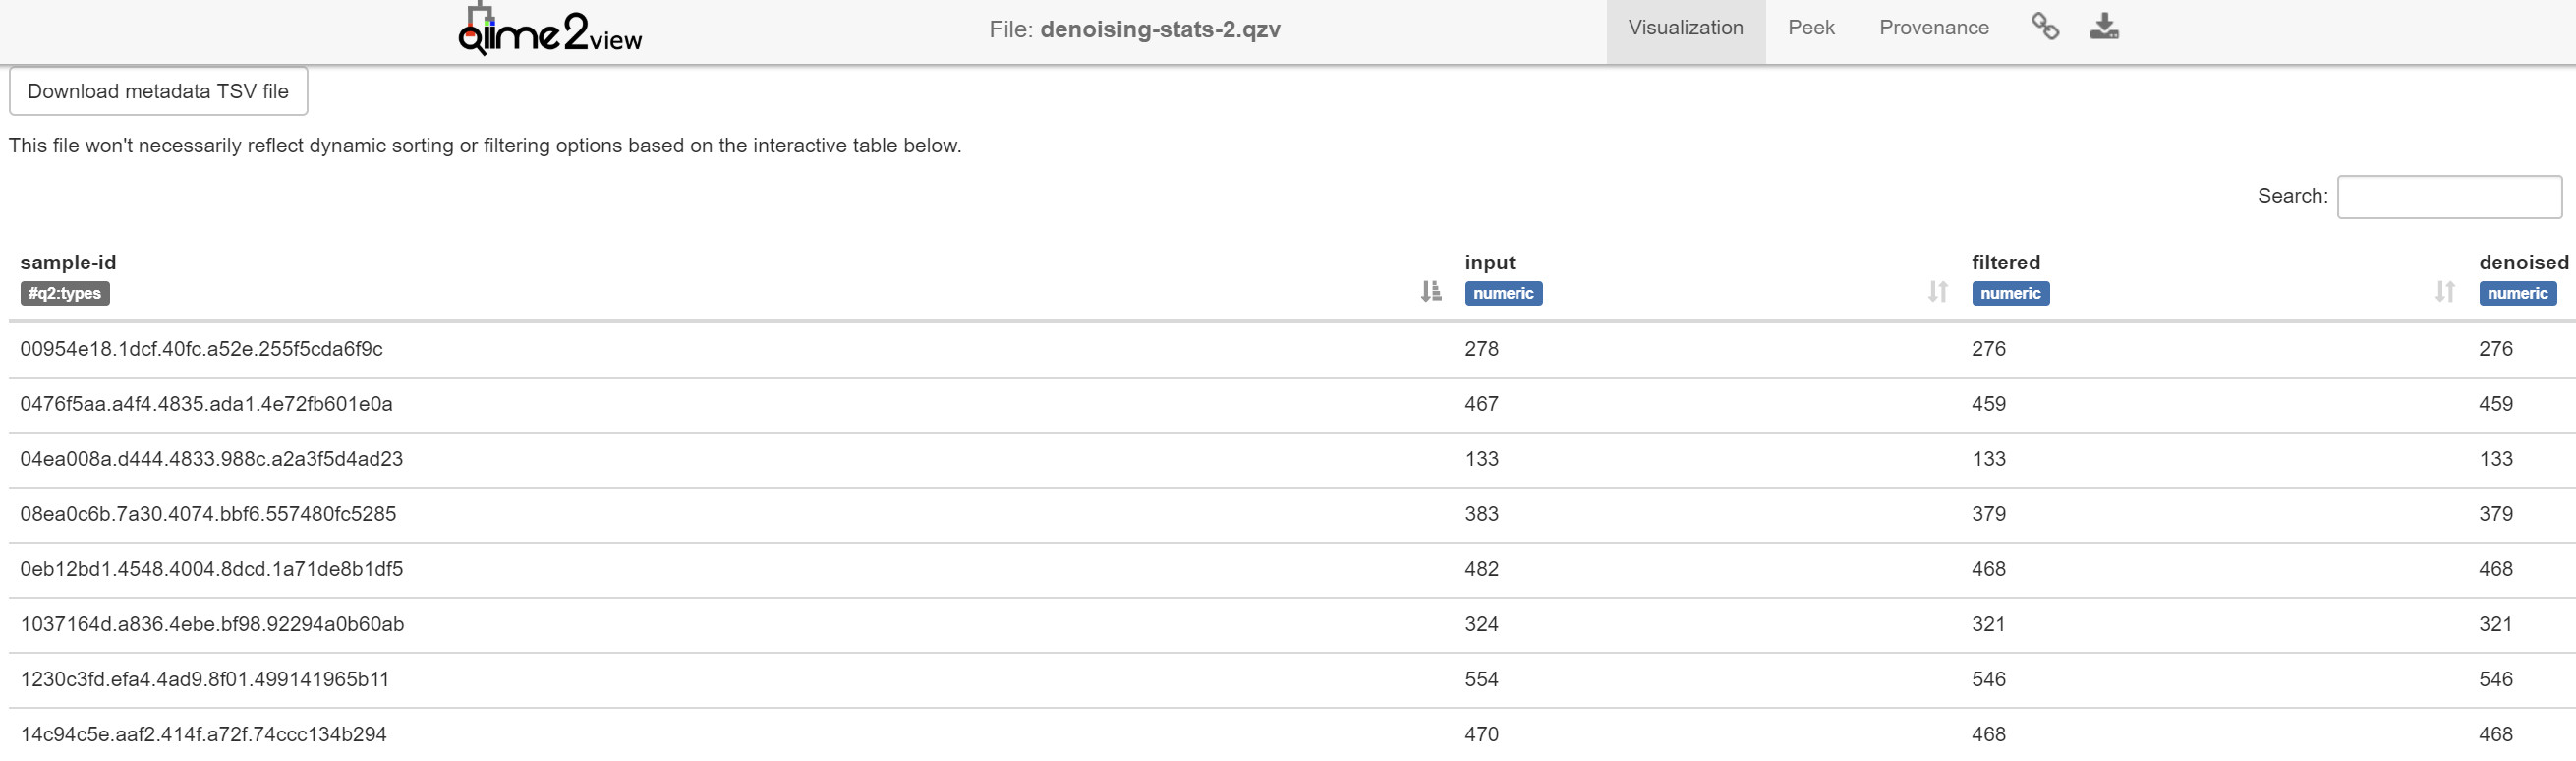 qiime2view File: denoising-stats-2.qzv Visualization Peek Provenance
Download metadata TSV file
This file won't necessarily reflect dynamic sorting or filtering options based on the interactive table below.
Search:
sample-id input filtered denoised
#q2:types numeric numeric numeric
00954e18.1dcf.40fc.a52e.255f5cda6f9c 278 276 276
0476f5aa.a4f4.4835.ada1.4e72fb601e0a 467 459 459
04ea008a.d444.4833.988c.a2a3f5d4ad23 133 133 133
08ea0c6b.7a30.4074.bbf6.557480fc5285 383 379 379
0eb12bd1.4548.4004.8dcd.1a71de8b1df5 482 468 468
1037164d.a836.4ebe.bf98.92294a0b60ab 324 321 321
1230c3fd.efa4.4ad9.8f01.499141965b11 554 546 546
14c94c5e.aaf2.414f.a72f.74ccc134b294 470 468 468